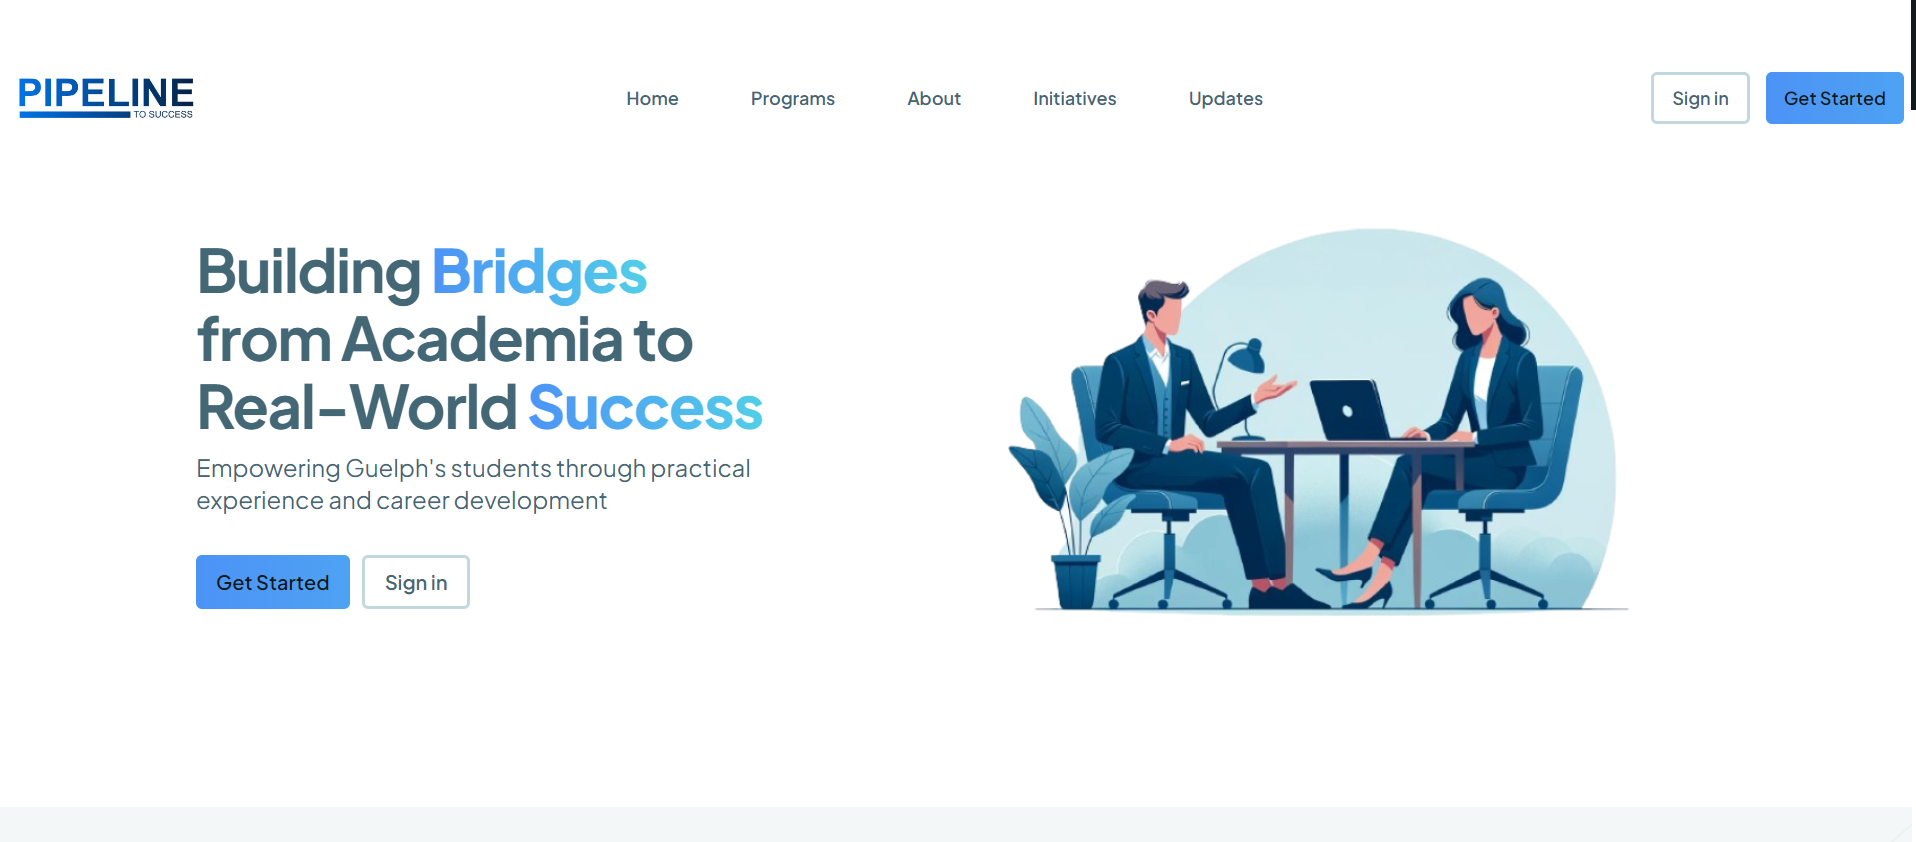 PIPELINE
TO SUCCESS
Home
Programs
About
Initiatives
Updates
Sign in
Get Started
Building Bridges
from Academia to
Real-World Success
Empowering Guelph's students through practical
experience and career development
Get Started
Sign in